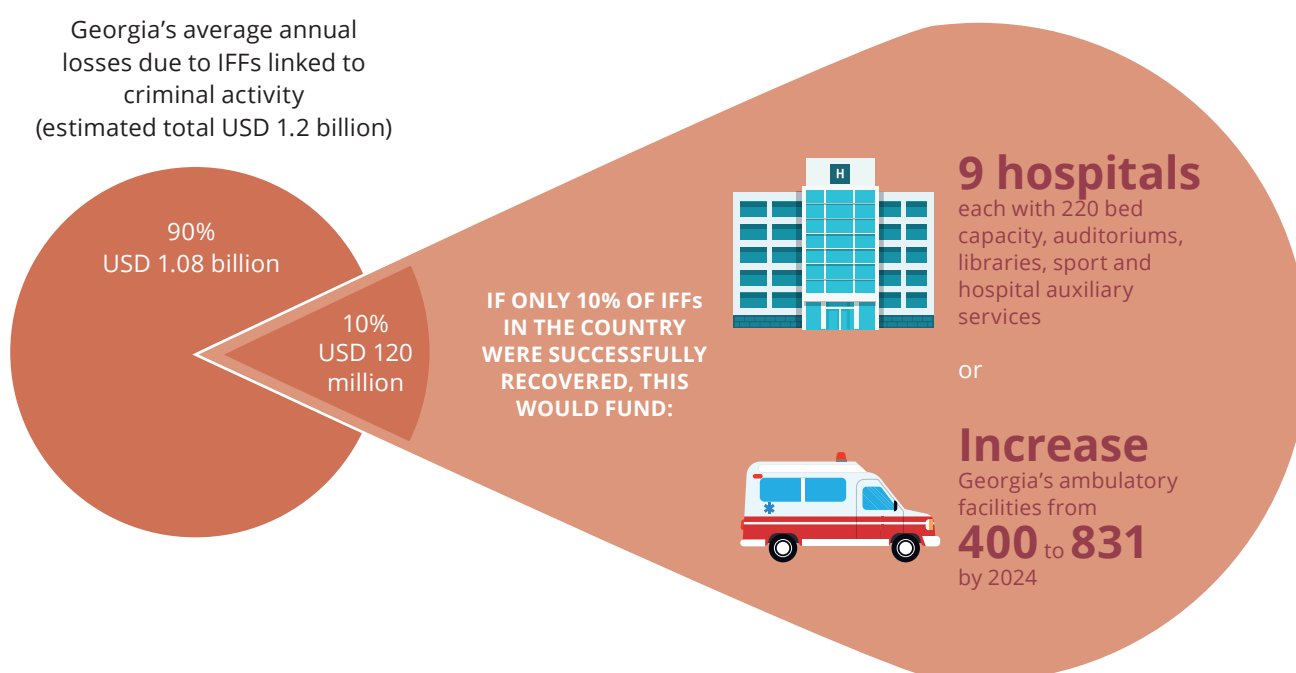 Georgia’s average annual
losses due to IFFs linked to
criminal activity
(estimated total USD 1.2 billion)
90%
USD 1.08 billion
10%
USD 120
million
IF ONLY 10% OF IFFs
IN THE COUNTRY
WERE SUCCESSFULLY
RECOVERED, THIS
WOULD FUND:
H
9 hospitals
each with 220 bed
capacity, auditoriums,
libraries, sport and
hospital auxiliary
services
or
Increase
Georgia’s ambulatory
facilities from
400 to 831
by 2024